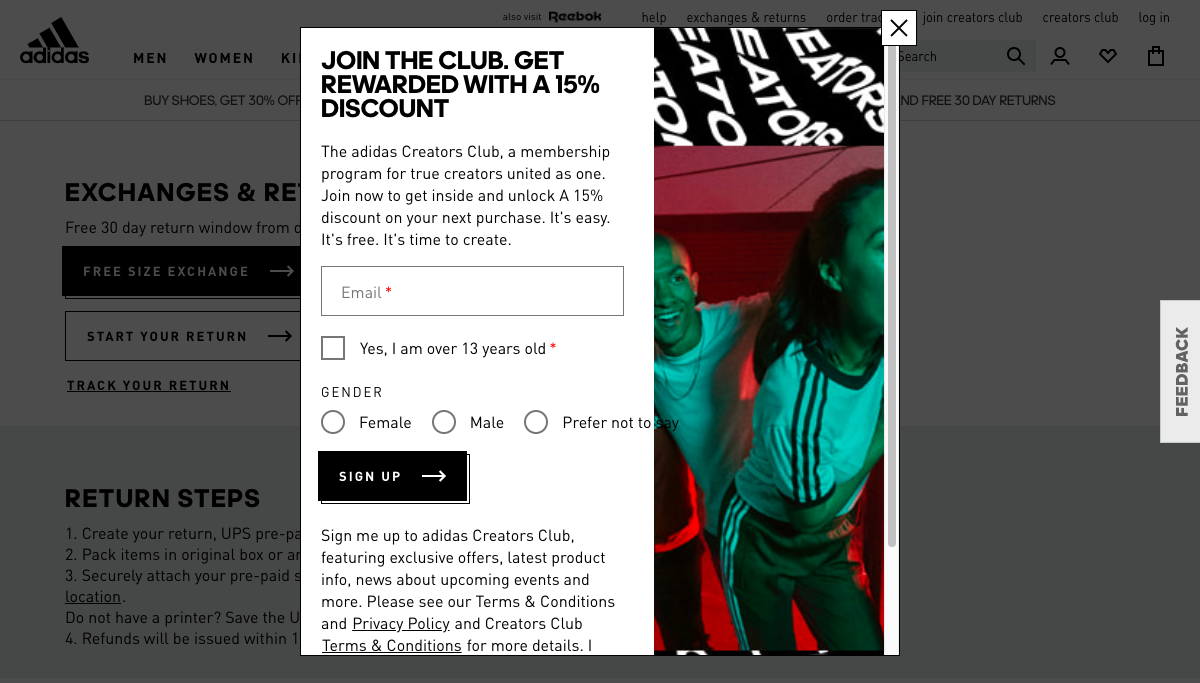 also visit Reebok
help exchanges & returns order trac join creators club creators club log in
adidas
MEN WOMEN
Search
BUY SHOES, GET 30% OFF
FREE 30 DAY RETURNS
JOIN THE CLUB. GET
REWARDED WITH A 15%
DISCOUNT
The adidas Creators Club, a membership
program for true creators united as one.
Join now to get inside and unlock A 15%
discount on your next purchase. It's easy.
It's free. It's time to create.
Email *
Yes, I am over 13 years old *
GENDER
Female Male Prefer not to say
SIGN UP
Sign me up to adidas Creators Club,
featuring exclusive offers, latest product
info, news about upcoming events and
more. Please see our Terms & Conditions
and Privacy Policy and Creators Club
Terms & Conditions for more details. I
EATORS
EATORS
EATO
EXCHANGES & RE
Free 30 day return window from
FREE SIZE EXCHANGE
START YOUR RETURN
TRACK YOUR RETURN
RETURN STEPS
1. Create your return, UPS pre-pa
2. Pack items in original box or
3. Securely attach your pre-paid s
location.
Do not have a printer? Save the U
4. Refunds will be issued within 1
FEEDBACK